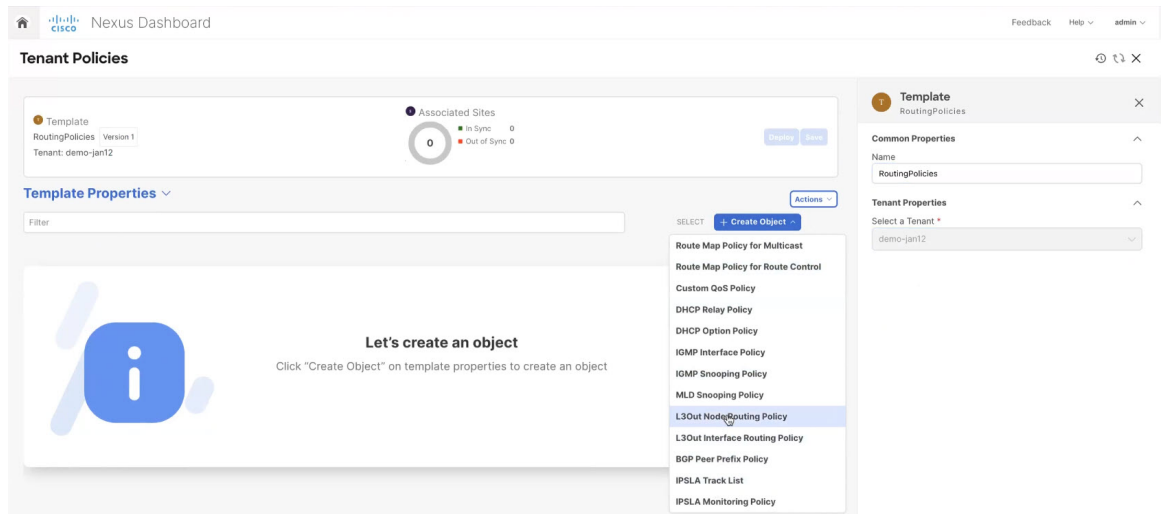 cisco Nexus Dashboard
Feedback Help admin
Tenant Policies
Template
RoutingPolicies Version 1
Tenant: demo-jan12
Associated Sites
0
In Sync 0
Out of Sync 0
Deploy Save
Template Properties
Actions
Filter
SELECT + Create Object
Route Map Policy for Multicast
Route Map Policy for Route Control
Custom QoS Policy
DHCP Relay Policy
DHCP Option Policy
IGMP Interface Policy
IGMP Snooping Policy
MLD Snooping Policy
L3Out Node Routing Policy
L3Out Interface Routing Policy
BGP Peer Prefix Policy
IPSLA Track List
IPSLA Monitoring Policy
Let's create an object
Click "Create Object" on template properties to create an object
T
Template
RoutingPolicies
Common Properties
Name
RoutingPolicies
Tenant Properties
Select a Tenant *
demo-jan12